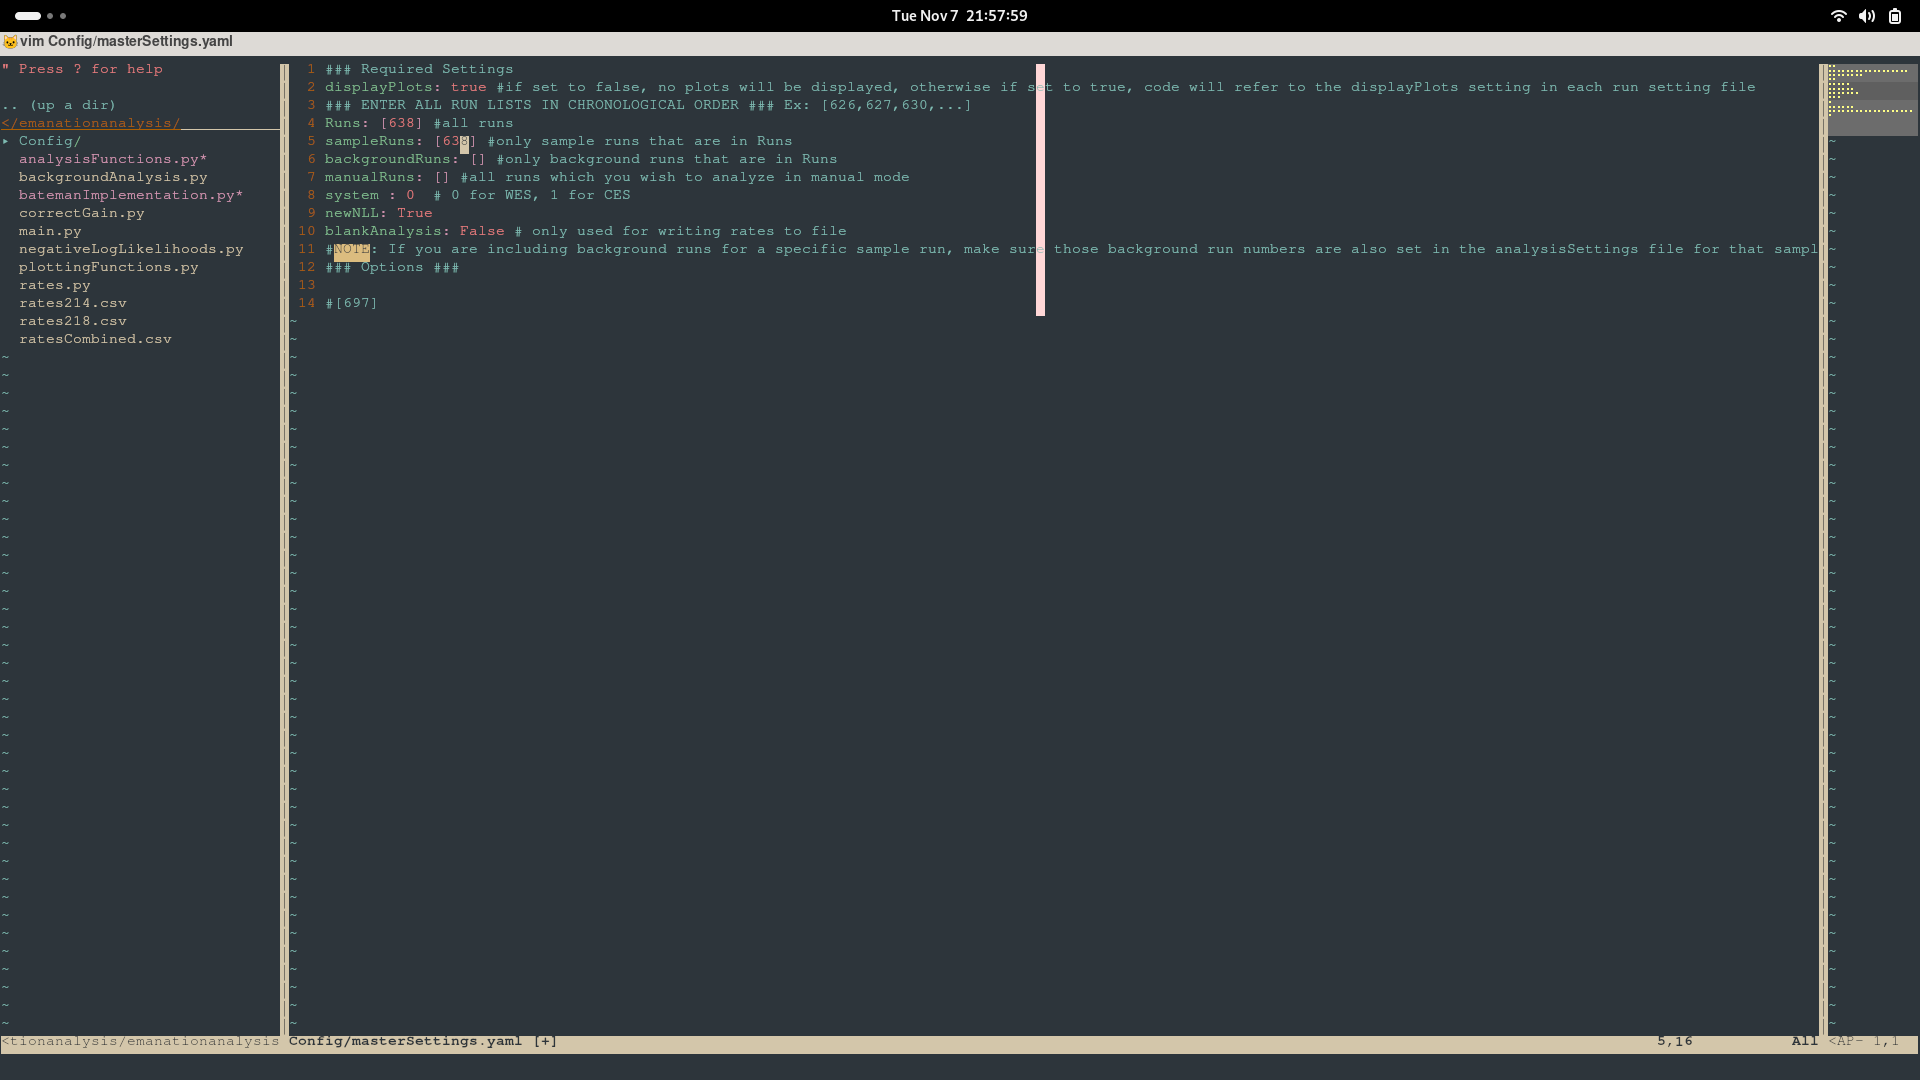 Tue Nov 7 21:57:59
vim Config/masterSettings.yaml
" Press ? for help
.. (up a dir)
</emanationanalysis/
▸ Config/
analysisFunctions.py*
backgroundAnalysis.py
batemanImplementation.py*
correctGain.py
main.py
negativeLogLikelihoods.py
plottingFunctions.py
rates.py
rates214.csv
rates218.csv
ratesCombined.csv
1 ### Required Settings
2 displayPlots: true #if set to false, no plots will be displayed, otherwise if set to true, code will refer to the displayPlots setting in each run setting file
3 ### ENTER ALL RUN LISTS IN CHRONOLOGICAL ORDER ### Ex: [626,627,630,...]
4 Runs: [638] #all runs
5 sampleRuns: [638] #only sample runs that are in Runs
6 backgroundRuns: [] #only background runs that are in Runs
7 manualRuns: [] #all runs which you wish to analyze in manual mode
8 system : 0  # 0 for WES, 1 for CES
9 newNLL: True
10 blankAnalysis: False # only used for writing rates to file
11 #NOTE: If you are including background runs for a specific sample run, make sure those background run numbers are also set in the analysisSettings file for that sampl
12 ### Options ###
13
14 #[697]
<tionanalysis/emanationanalysis Config/masterSettings.yaml [+] 5,16 All <AP- 1,1